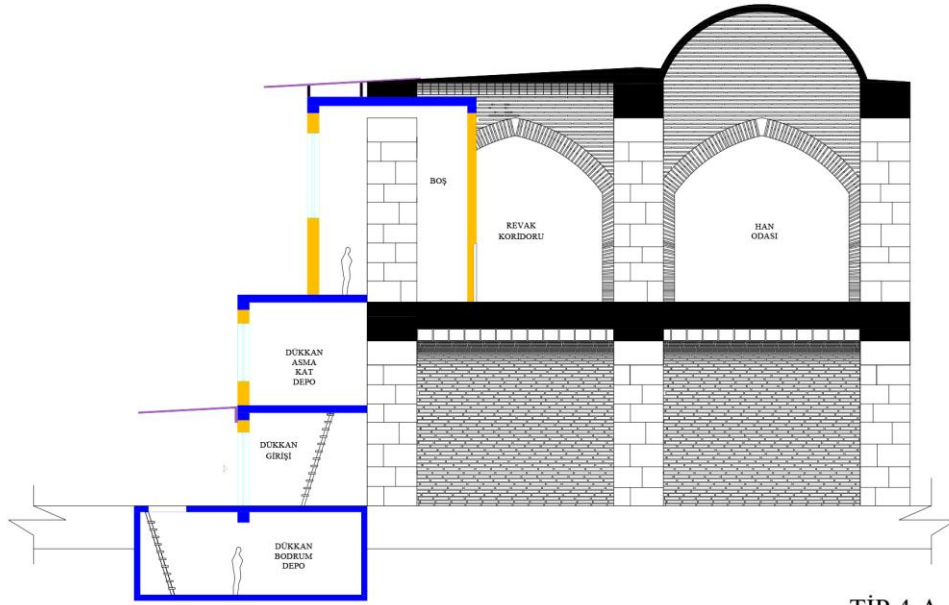 BOŞ
REVAK
KORİDORU
HAN
ODASI
DÜKKAN
ASMA
KAT
DEPO
DÜKKAN
GİRİŞİ
DÜKKAN
BODRUM
DEPO
TİP 4-A